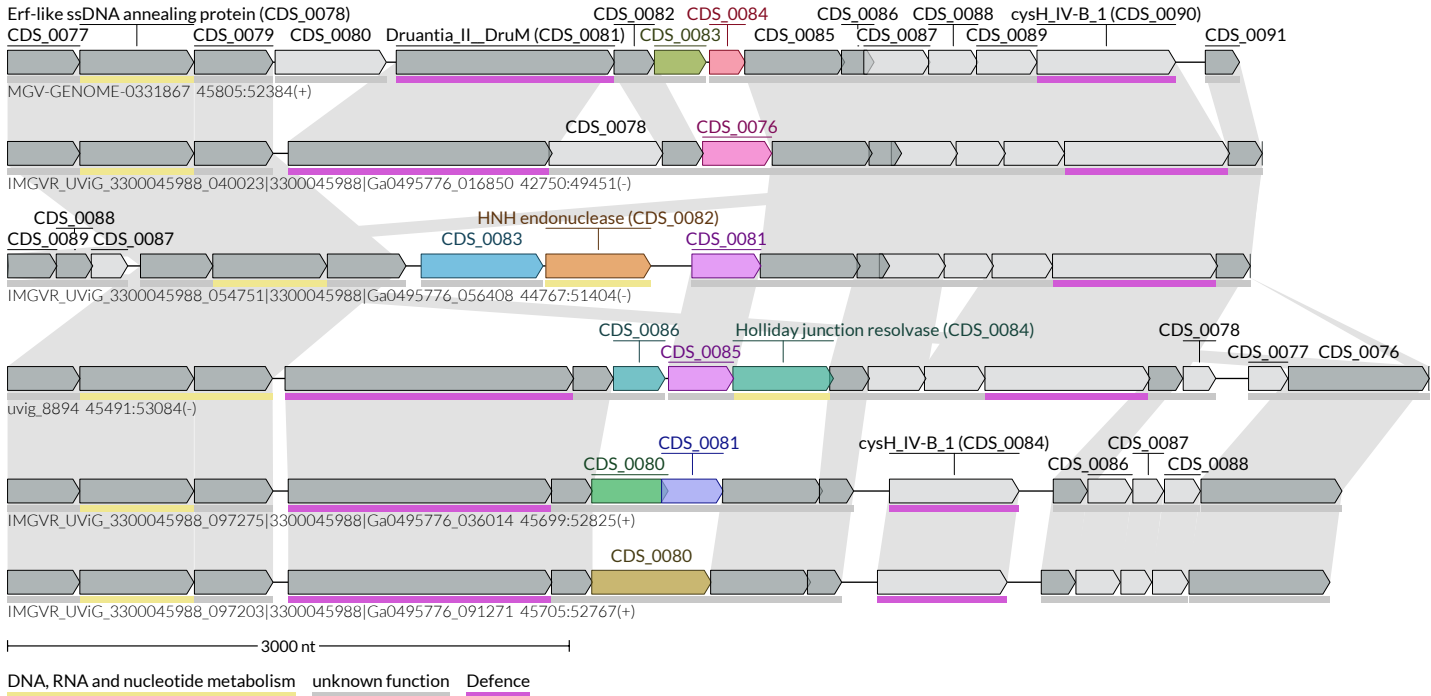 Erf-like ssDNA annealing protein (CDS_0078) CDS_0082 CDS_0084 CDS_0086 CDS_0088 cysH_IV-B_1 (CDS_0090)
CDS_0077 CDS_0079 CDS_0080 Druantia_II__DruM (CDS_0081) CDS_0083 CDS_0085 CDS_0087 CDS_0089 CDS_0091
MGV-GENOME-0331867 45805:52384(+)
CDS_0078 CDS_0076
IMGVR_UViG_3300045988_040023|3300045988|Ga0495776_016850 42750:49451(-)
CDS_0088 HNH endonuclease (CDS_0082)
CDS_0089 CDS_0087 CDS_0083 CDS_0081
IMGVR_UViG_3300045988_054751|3300045988|Ga0495776_056408 44767:51404(-)
CDS_0086 Holliday junction resolvase (CDS_0084) CDS_0078
CDS_0085 CDS_0077 CDS_0076
uvig_8894 45491:53084(-)
CDS_0081 cysH_IV-B_1 (CDS_0084) CDS_0087
CDS_0080 CDS_0086 CDS_0088
IMGVR_UViG_3300045988_097275|3300045988|Ga0495776_036014 45699:52825(+)
CDS_0080
IMGVR_UViG_3300045988_097203|3300045988|Ga0495776_091271 45705:52767(+)
3000 nt
DNA, RNA and nucleotide metabolism unknown function Defence